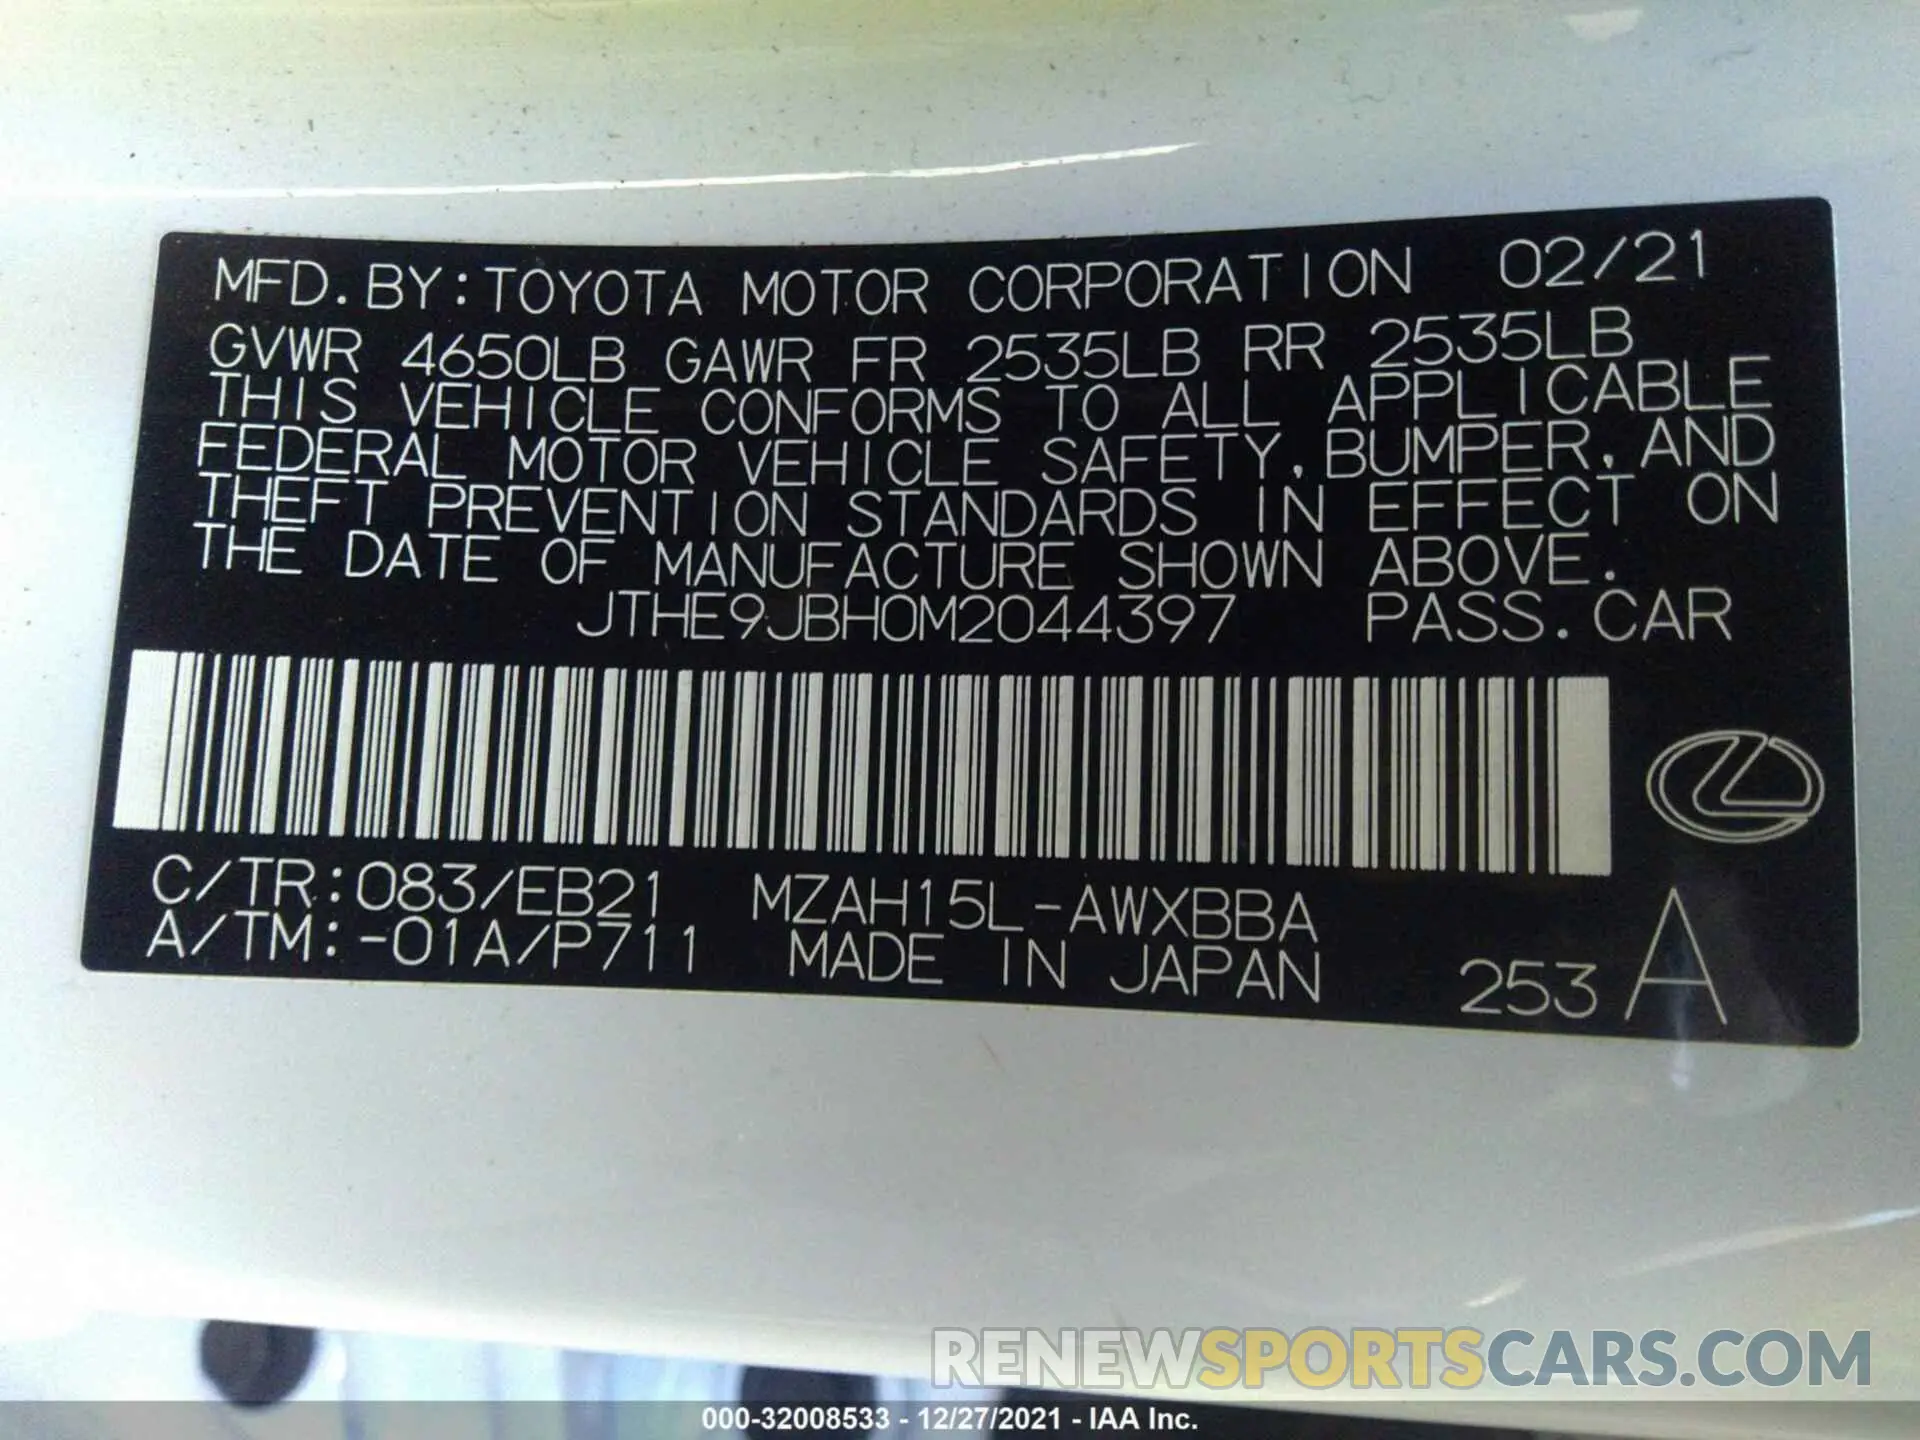 MFD.BY:TOYOTA MOTOR CORPORATION 02/21
GVWR 4650LB GAWR FR 2535LB RR 2535LB
THIS VEHICLE CONFORMS TO ALL APPLICABLE
FEDERAL MOTOR VEHICLE SAFETY,BUMPER,AND
THEFT PREVENTION STANDARDS IN EFFECT ON
THE DATE OF MANUFACTURE SHOWN ABOVE.
JTHE9JBH0M2044397 PASS.CAR
C/TR:083/EB21 MZAH15L-AWXBBA
A/TM:-01A/P711 MADE IN JAPAN 253 A
RENEWSPORTSCARS.COM
000-32008533 - 12/27/2021 - IAA Inc.